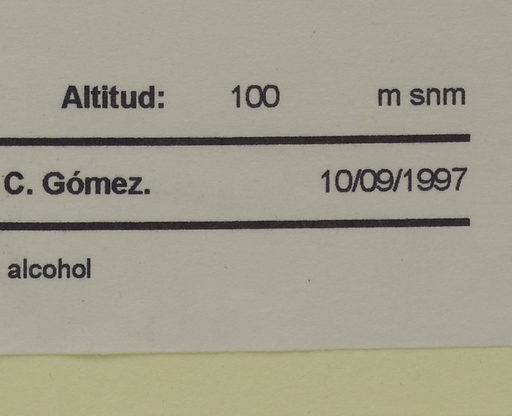 Altitud: 100 m snm
C. Gómez. 10/09/1997
alcohol